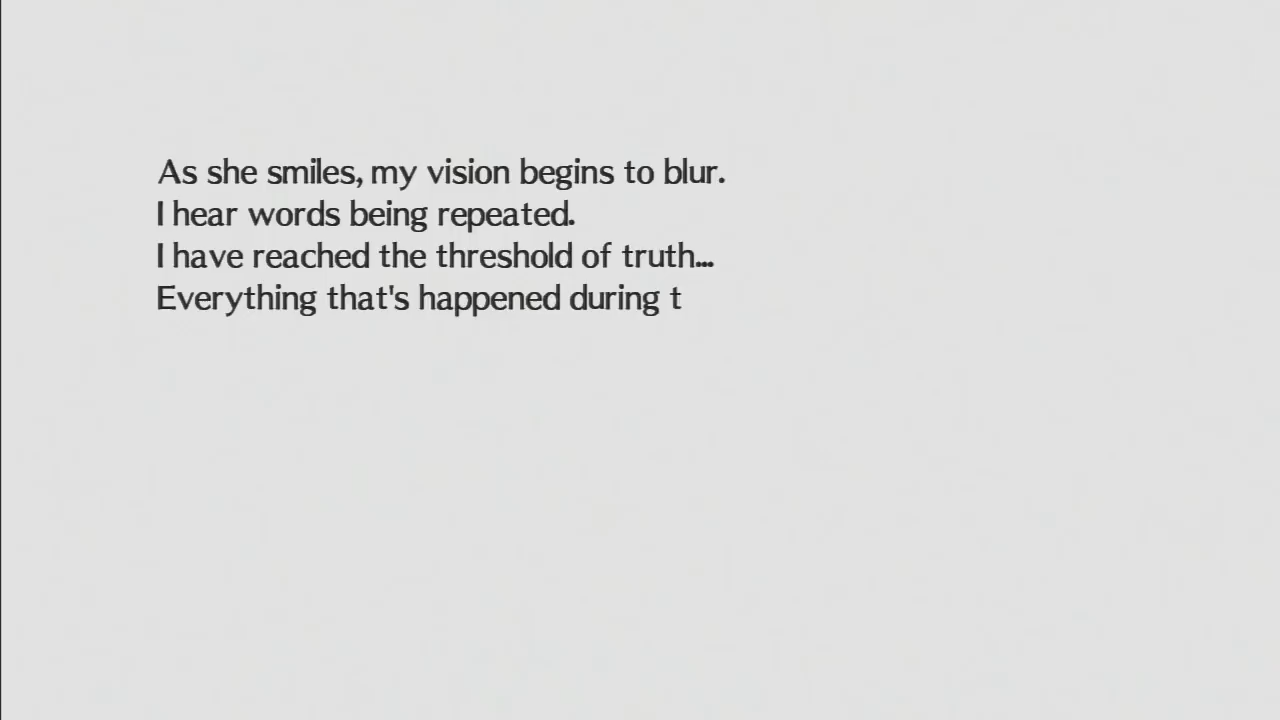 As she smiles, my vision begins to blur.
I hear words being repeated.
I have reached the threshold of truth...
Everything that's happened during t